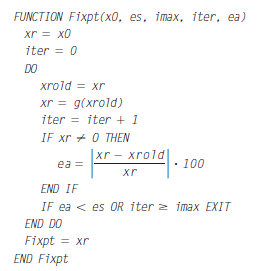 FUNCTION Fixpt(x0, es, imax, iter, ea)
xr = x0
iter = 0
DO
xrold = xr
xr = g(xrold)
iter = iter + 1
IF xr ≠ 0 THEN
ea = |(xr − xrold)/xr| · 100
END IF
IF ea < es OR iter ≥ imax EXIT
END DO
Fixpt = xr
END Fixpt